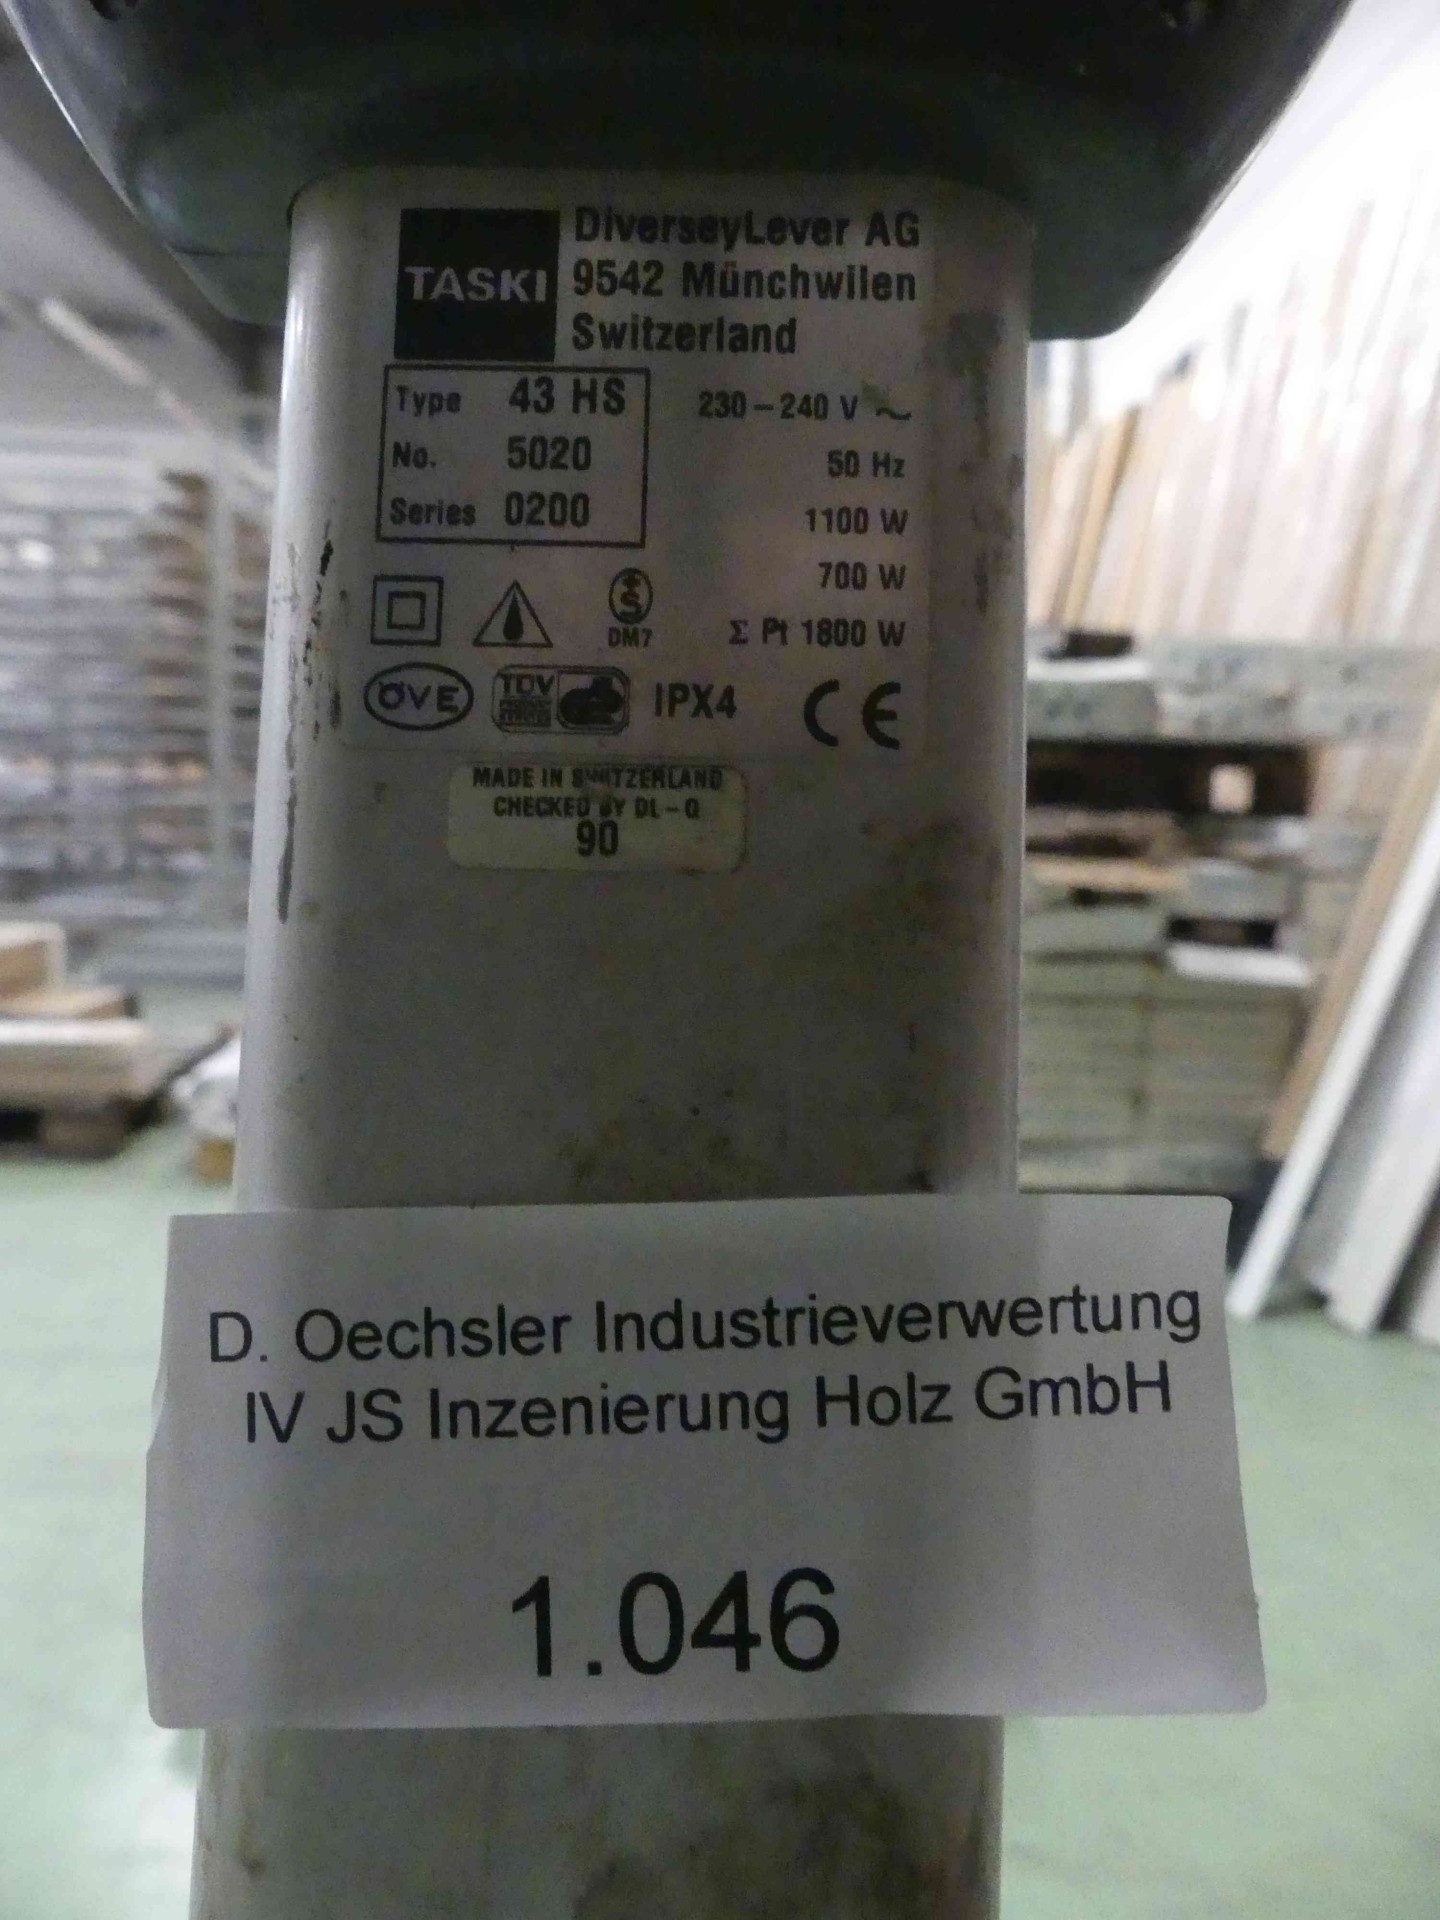 TASKI
DiverseyLever AG
9542 Münchwilen
Switzerland
Type 43 HS
No. 5020
Series 0200
230 – 240 V ~
50 Hz
1100 W
700 W
Σ Pt 1800 W
S
DM7
ÖVE
TÜV
IPX4
CE
MADE IN SWITZERLAND
CHECKED BY DL – Q
90
D. Oechsler Industrieverwertung
IV JS Inzenierung Holz GmbH
1.046